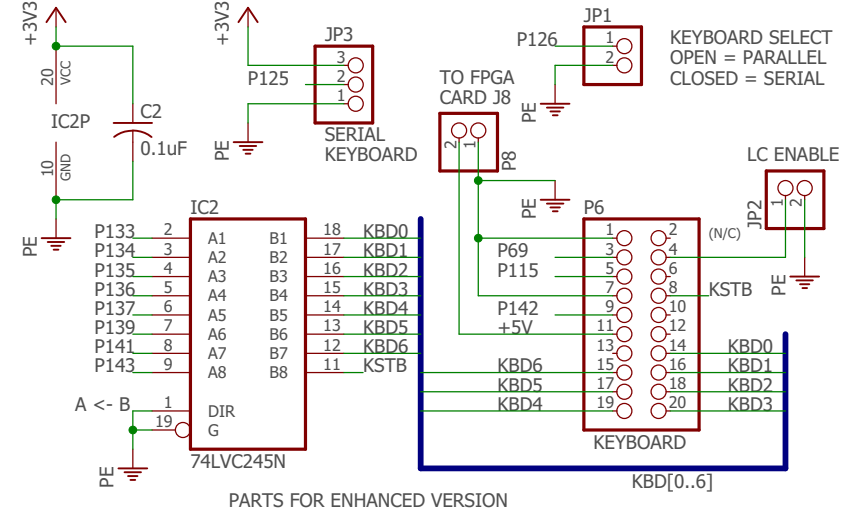 +3V3
20
VCC
IC2P
10
GND
PE
C2
0.1uF
+3V3
P125
PE
JP3
3
2
1
SERIAL
KEYBOARD
JP1
P126
1
2
PE
KEYBOARD SELECT
OPEN = PARALLEL
CLOSED = SERIAL
TO FPGA
CARD J8
2
1
P8
PE
LC ENABLE
JP2
1
2
PE
IC2
P133 2 A1 B1 18 KBD0
P134 3 A2 B2 17 KBD1
P135 4 A3 B3 16 KBD2
P136 5 A4 B4 15 KBD3
P137 6 A5 B5 14 KBD4
P139 7 A6 B6 13 KBD5
P141 8 A7 B7 12 KBD6
P143 9 A8 B8 11 KSTB
A <- B 1 DIR
19 G
PE
74LVC245N
P6
1 2 (N/C)
P69 3 4
P115 5 6
7 8 KSTB
P142 9 10
+5V 11 12
13 14 KBD0
KBD6 15 16 KBD1
KBD5 17 18 KBD2
KBD4 19 20 KBD3
KEYBOARD
KBD[0..6]
PARTS FOR ENHANCED VERSION